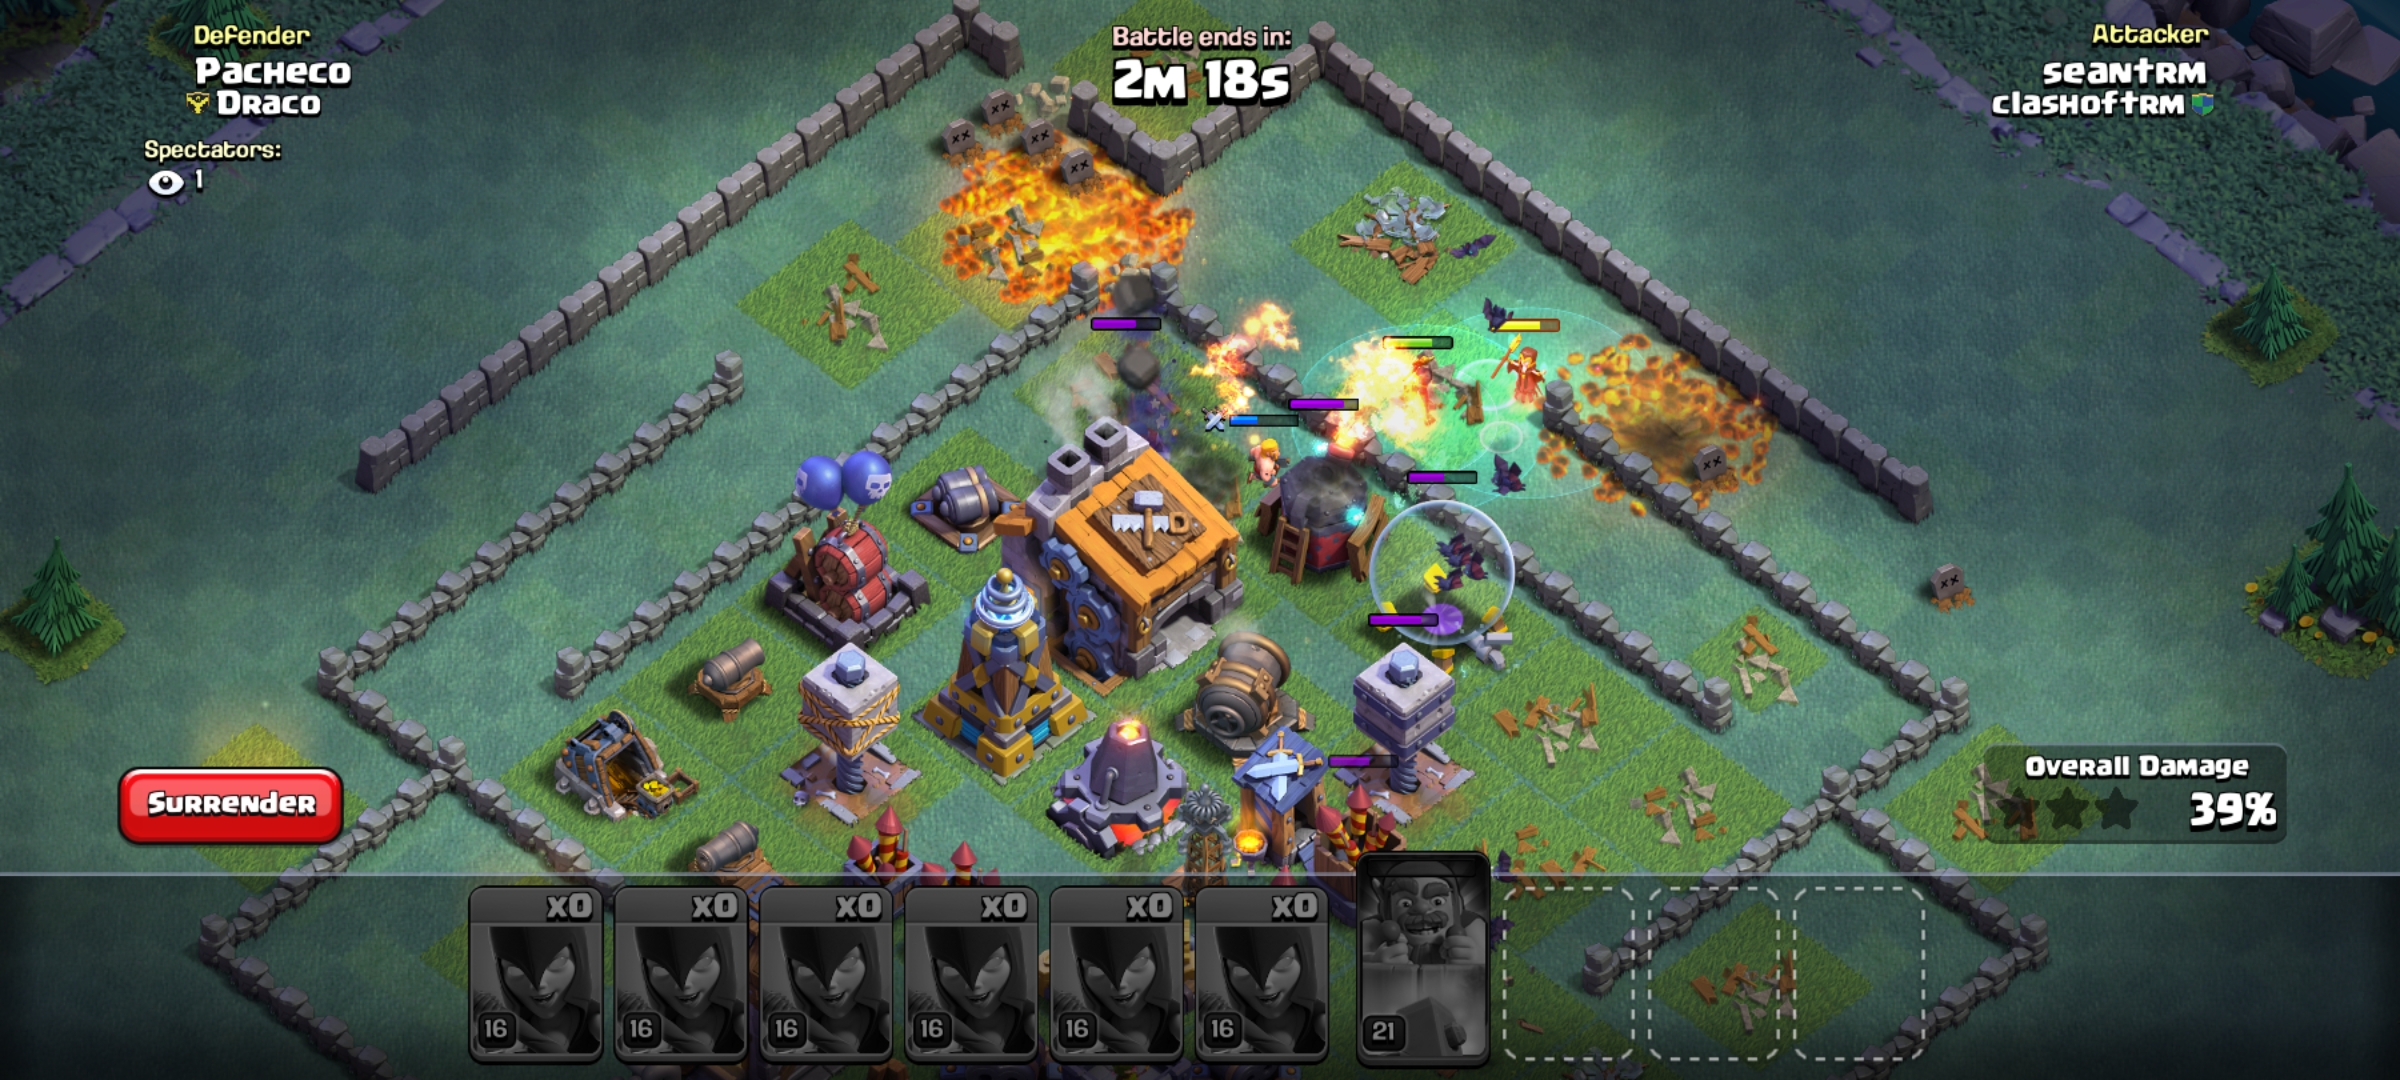 Defender
Pacheco
Draco
Spectators:
1
Battle ends in:
2m 18s
Attacker
seantrm
clashoftrm
Surrender
Overall Damage
39%
x0
x0
x0
x0
x0
x0
16
16
16
16
16
16
21